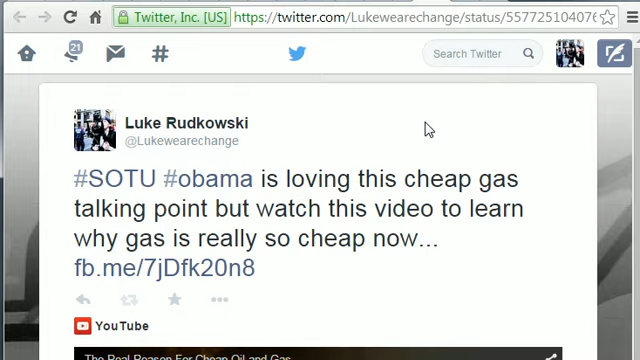 Twitter, Inc. [US] https://twitter.com/Lukewearechange/status/557725104076
21
#
Search Twitter
Luke Rudkowski
@Lukewearechange
#SOTU #obama is loving this cheap gas
talking point but watch this video to learn
why gas is really so cheap now...
fb.me/7jDfk20n8
YouTube
The Real Reason For Cheap Oil and Gas